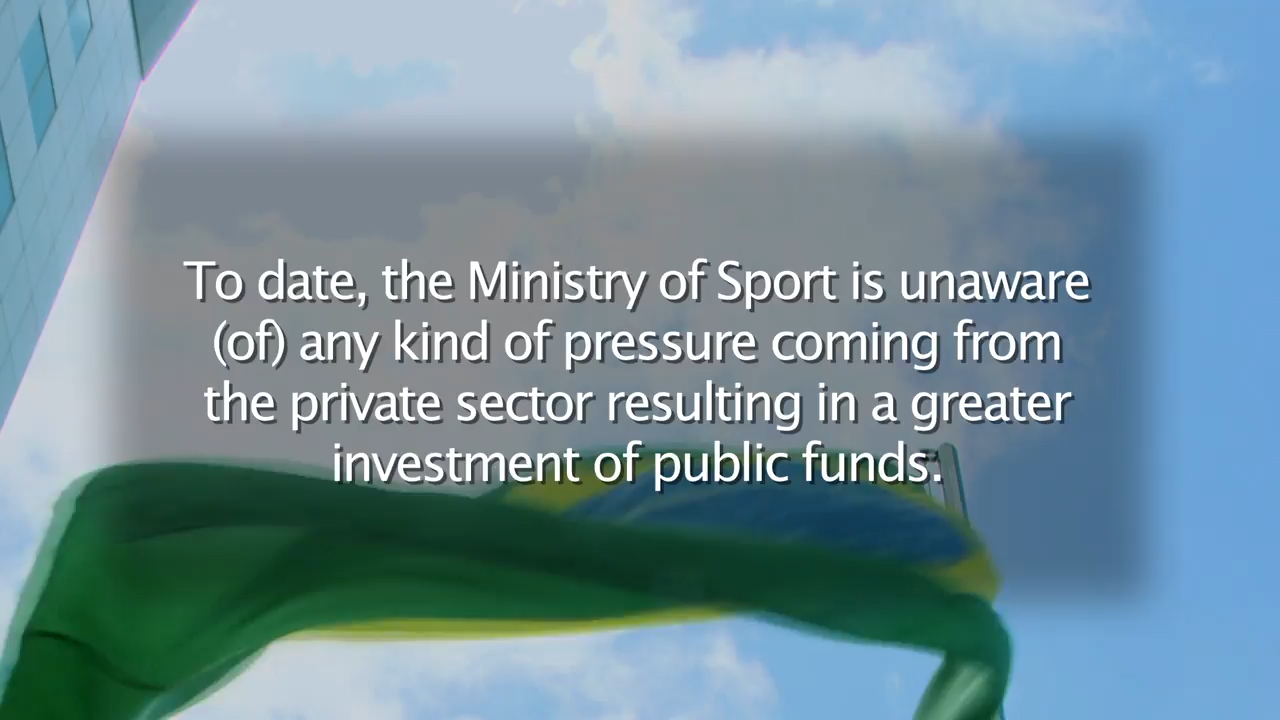 To date, the Ministry of Sport is unaware
(of) any kind of pressure coming from
the private sector resulting in a greater
investment of public funds.